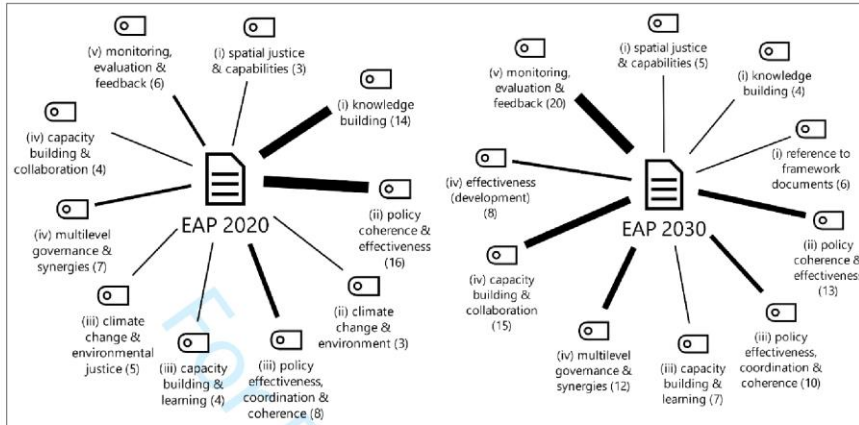 (v) monitoring,
evaluation &
feedback (6)
(i) spatial justice
& capabilities (3)
(i) knowledge
building (14)
(iv) capacity
building &
collaboration (4)
EAP 2020
(ii) policy
coherence &
effectiveness
(16)
(iv) multilevel
governance &
synergies (7)
(ii) climate
change &
environment (3)
(iii) climate
change &
environmental
justice (5)
(iii) capacity
building &
learning (4)
(iii) policy
effectiveness,
coordination &
coherence (8)
(i) spatial justice
& capabilities (5)
(v) monitoring,
evaluation &
feedback (20)
(i) knowledge
building (4)
(i) reference to
framework
documents (6)
(iv) effectiveness
(development)
(8)
EAP 2030
(ii) policy
coherence &
effectiveness
(13)
(iv) capacity
building &
collaboration
(15)
(iv) multilevel
governance &
synergies (12)
(iii) capacity
building &
learning (7)
(iii) policy
effectiveness,
coordination &
coherence (10)
For